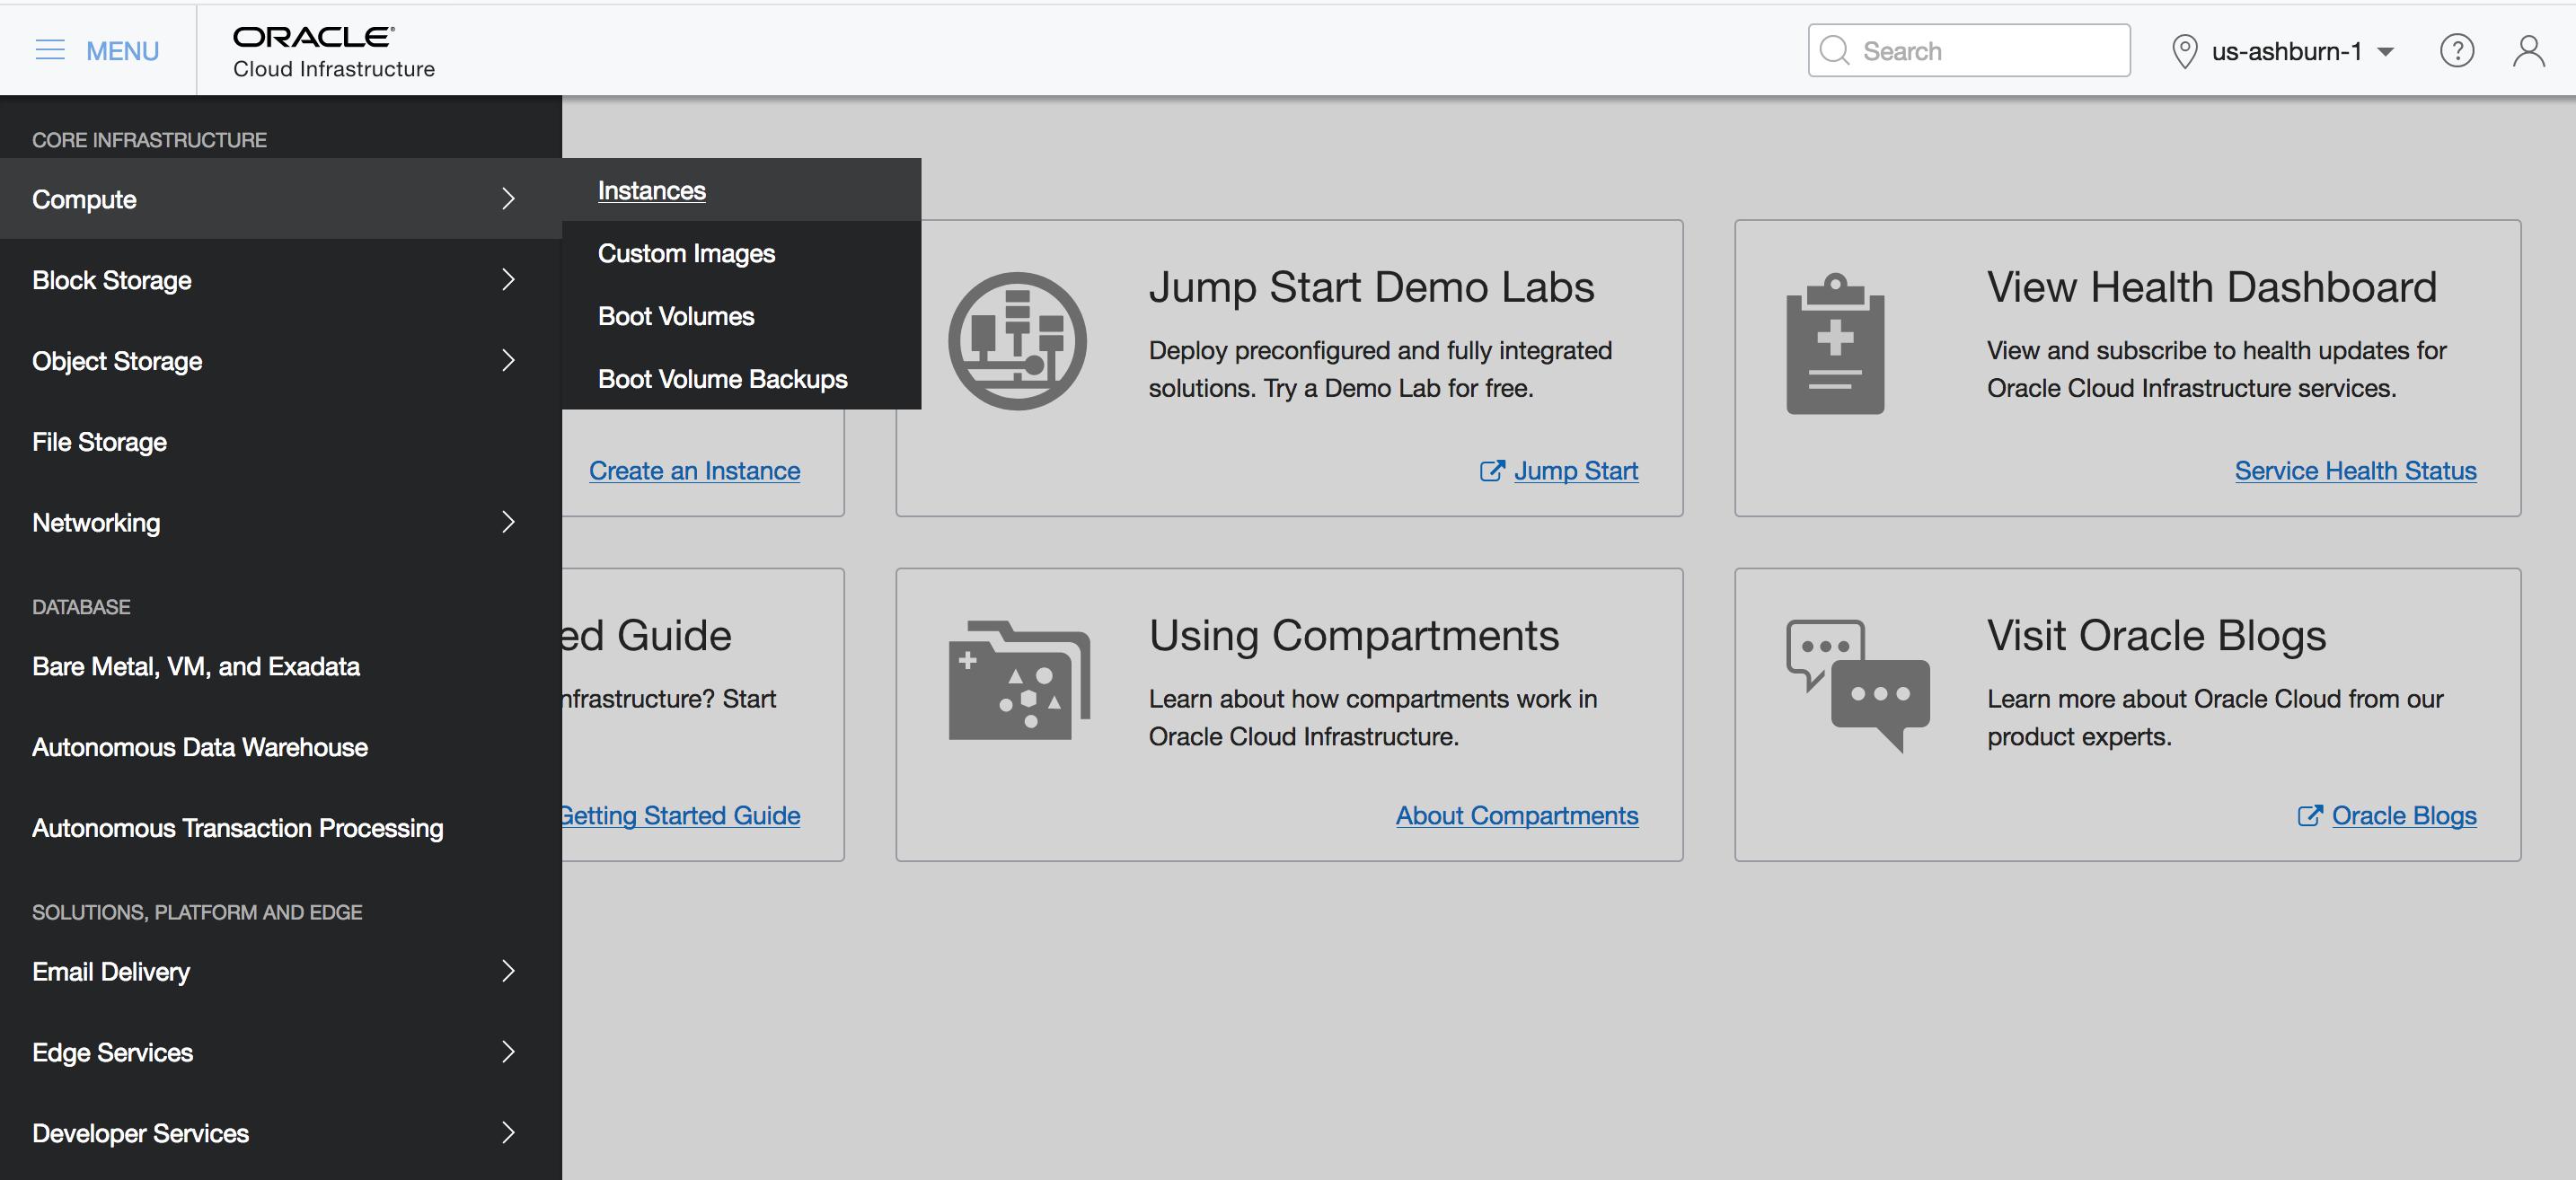 MENU
ORACLE
Cloud Infrastructure
Search
us-ashburn-1
?
CORE INFRASTRUCTURE
Compute
Block Storage
Object Storage
File Storage
Networking
DATABASE
Bare Metal, VM, and Exadata
Autonomous Data Warehouse
Autonomous Transaction Processing
SOLUTIONS, PLATFORM AND EDGE
Email Delivery
Edge Services
Developer Services
Instances
Custom Images
Boot Volumes
Boot Volume Backups
Create an Instance
Jump Start Demo Labs
Deploy preconfigured and fully integrated
solutions. Try a Demo Lab for free.
Jump Start
View Health Dashboard
View and subscribe to health updates for
Oracle Cloud Infrastructure services.
Service Health Status
ed Guide
nfrastructure? Start
Getting Started Guide
Using Compartments
Learn about how compartments work in
Oracle Cloud Infrastructure.
About Compartments
Visit Oracle Blogs
Learn more about Oracle Cloud from our
product experts.
Oracle Blogs